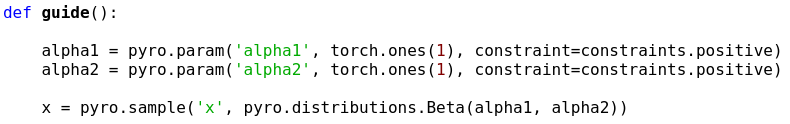 def guide():
alpha1 = pyro.param('alpha1', torch.ones(1), constraint=constraints.positive)
alpha2 = pyro.param('alpha2', torch.ones(1), constraint=constraints.positive)
x = pyro.sample('x', pyro.distributions.Beta(alpha1, alpha2))